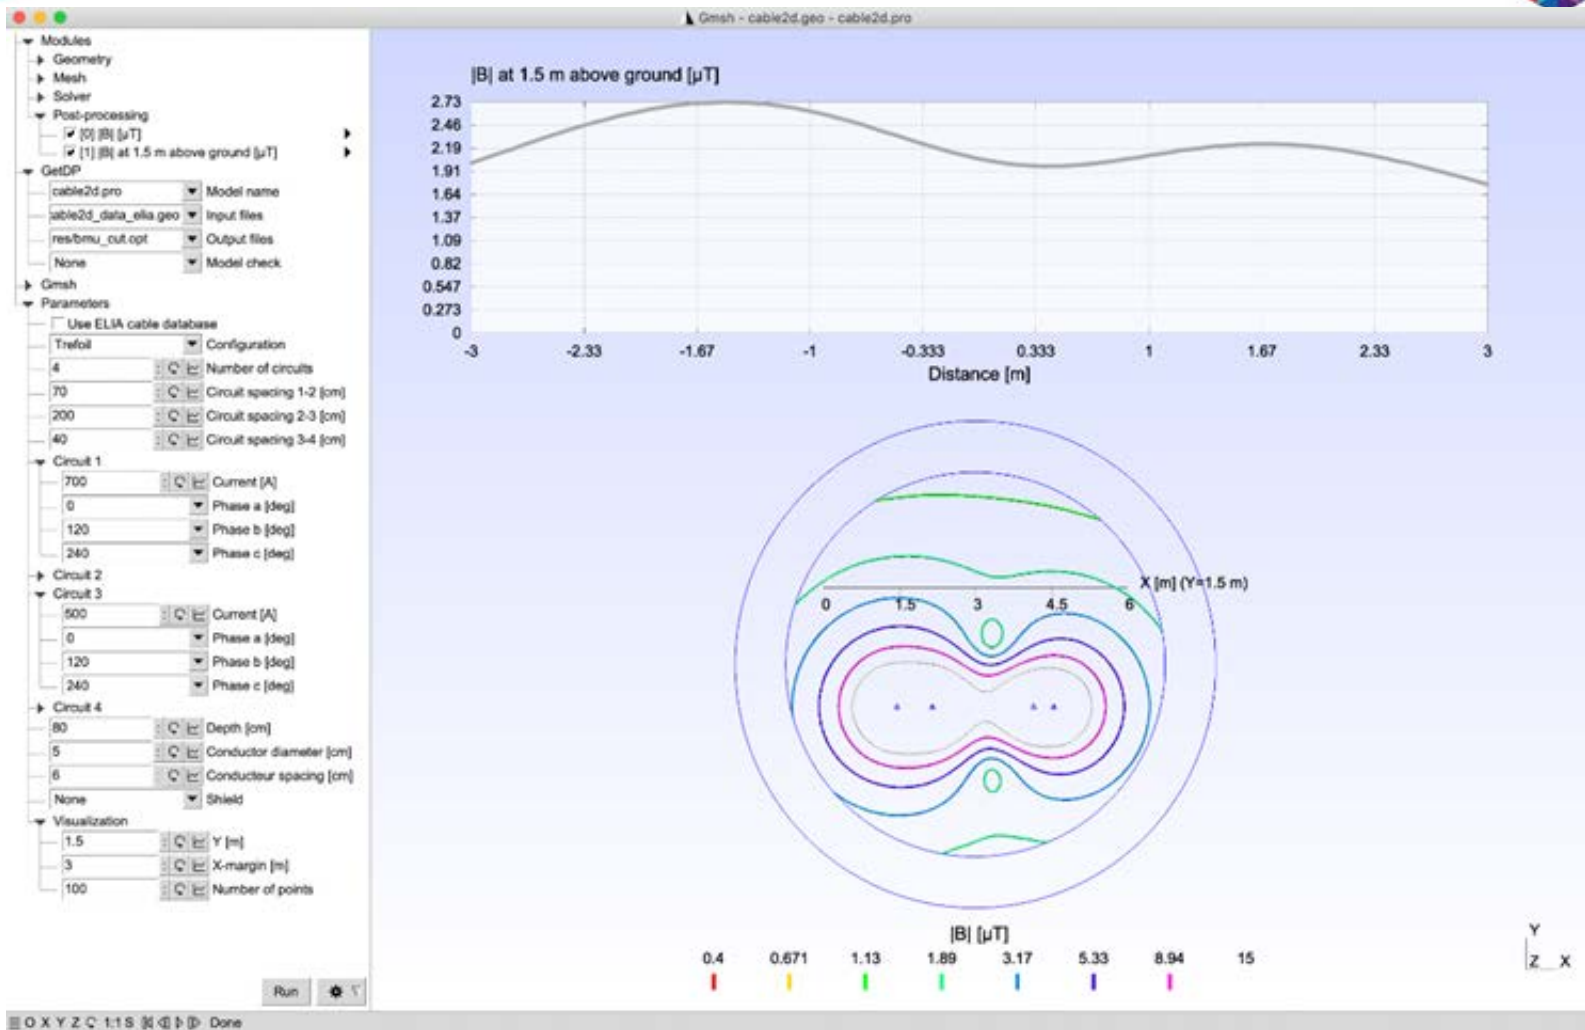 Gmsh - cable2d.geo - cable2d.pro
Modules
Geometry
Mesh
Solver
Post-processing
[0] |B| [µT]
[1] |B| at 1.5 m above ground [µT]
GetDP
cable2d.pro Model name
able2d_data_elia.geo Input files
res/bmu_cut.opt Output files
None Model check
Gmsh
Parameters
Use ELIA cable database
Trefoil Configuration
4 Number of circuits
70 Circuit spacing 1-2 [cm]
200 Circuit spacing 2-3 [cm]
40 Circuit spacing 3-4 [cm]
Circuit 1
700 Current [A]
0 Phase a [deg]
120 Phase b [deg]
240 Phase c [deg]
Circuit 2
Circuit 3
500 Current [A]
0 Phase a [deg]
120 Phase b [deg]
240 Phase c [deg]
Circuit 4
80 Depth [cm]
5 Conductor diameter [cm]
6 Conducteur spacing [cm]
None Shield
Visualization
1.5 Y [m]
3 X-margin [m]
100 Number of points
Run
O X Y Z 1:1 S Done
|B| at 1.5 m above ground [µT]
2.73
2.46
2.19
1.91
1.64
1.37
1.09
0.82
0.547
0.273
0
-3 -2.33 -1.67 -1 -0.333 0.333 1 1.67 2.33 3
Distance [m]
X [m] (Y=1.5 m)
0 1.5 3 4.5 6
|B| [µT]
0.4 0.671 1.13 1.89 3.17 5.33 8.94 15
Y
Z X